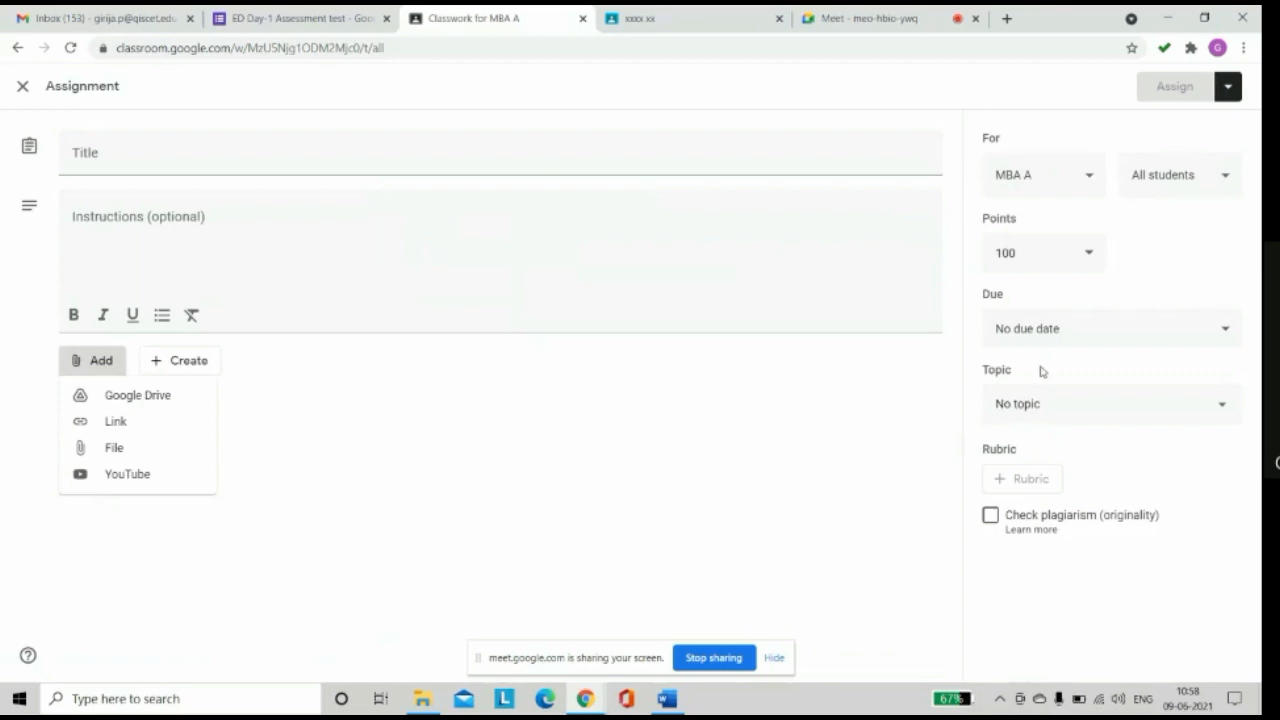 Inbox (153) - girija.p@qiscet.edu
ED Day-1 Assessment test - Goo
Classwork for MBA A
xxxx xx
Meet - meo-hbio-ywq
classroom.google.com/w/MzU5Njg1ODM2Mjc0/t/all
G
Assignment
Assign
Title
Instructions (optional)
B I U
Add
Create
Google Drive
Link
File
YouTube
For
MBA A
All students
Points
100
Due
No due date
Topic
No topic
Rubric
Rubric
Check plagiarism (originality)
Learn more
meet.google.com is sharing your screen.
Stop sharing
Hide
Type here to search
67%
ENG
10:58
09-06-2021